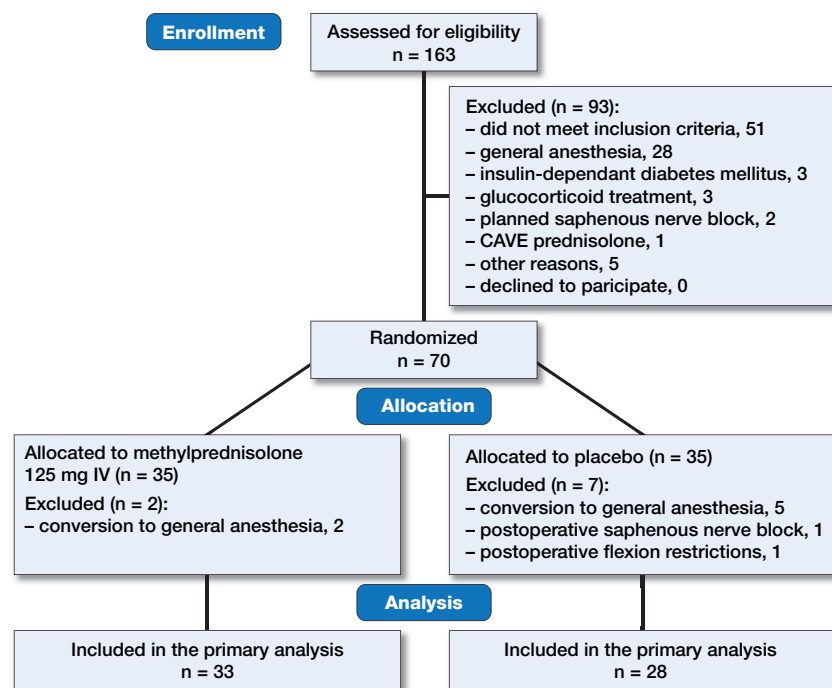 Enrollment
Assessed for eligibility
n = 163
Excluded (n = 93):
– did not meet inclusion criteria, 51
– general anesthesia, 28
– insulin-dependant diabetes mellitus, 3
– glucocorticoid treatment, 3
– planned saphenous nerve block, 2
– CAVE prednisolone, 1
– other reasons, 5
– declined to paricipate, 0
Randomized
n = 70
Allocation
Allocated to methylprednisolone
125 mg IV (n = 35)
Excluded (n = 2):
– conversion to general anesthesia, 2
Allocated to placebo (n = 35)
Excluded (n = 7):
– conversion to general anesthesia, 5
– postoperative saphenous nerve block, 1
– postoperative flexion restrictions, 1
Analysis
Included in the primary analysis
n = 33
Included in the primary analysis
n = 28